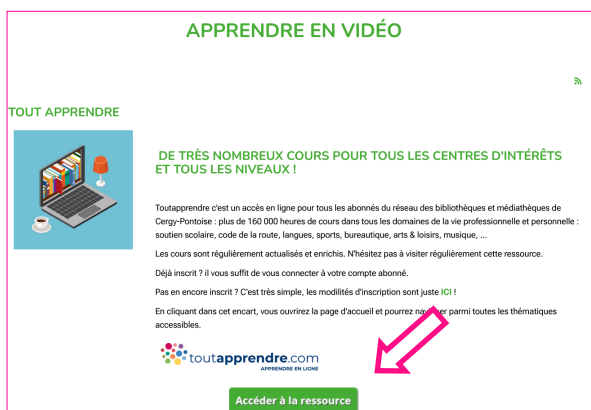 APPRENDRE EN VIDÉO
TOUT APPRENDRE
DE TRÈS NOMBREUX COURS POUR TOUS LES CENTRES D'INTÉRÊTS
ET TOUS LES NIVEAUX !
Toutapprendre c'est un accès en ligne pour tous les abonnés du réseau des bibliothèques et médiathèques de
Cergy-Pontoise : plus de 160 000 heures de cours dans tous les domaines de la vie professionnelle et personnelle :
soutien scolaire, code de la route, langues, sports, bureautique, arts & loisirs, musique, ...
Les cours sont régulièrement actualisés et enrichis. N'hésitez pas à visiter régulièrement cette ressource.
Déjà inscrit ? il vous suffit de vous connecter à votre compte abonné.
Pas en encore inscrit ? C'est très simple, les modilités d'inscription sont juste ICI !
En cliquant dans cet encart, vous ouvrirez la page d'accueil et pourrez parmi toutes les thématiques
accessibles.
toutapprendre.com
APPRENDRE EN LIGNE
Accéder à la ressource